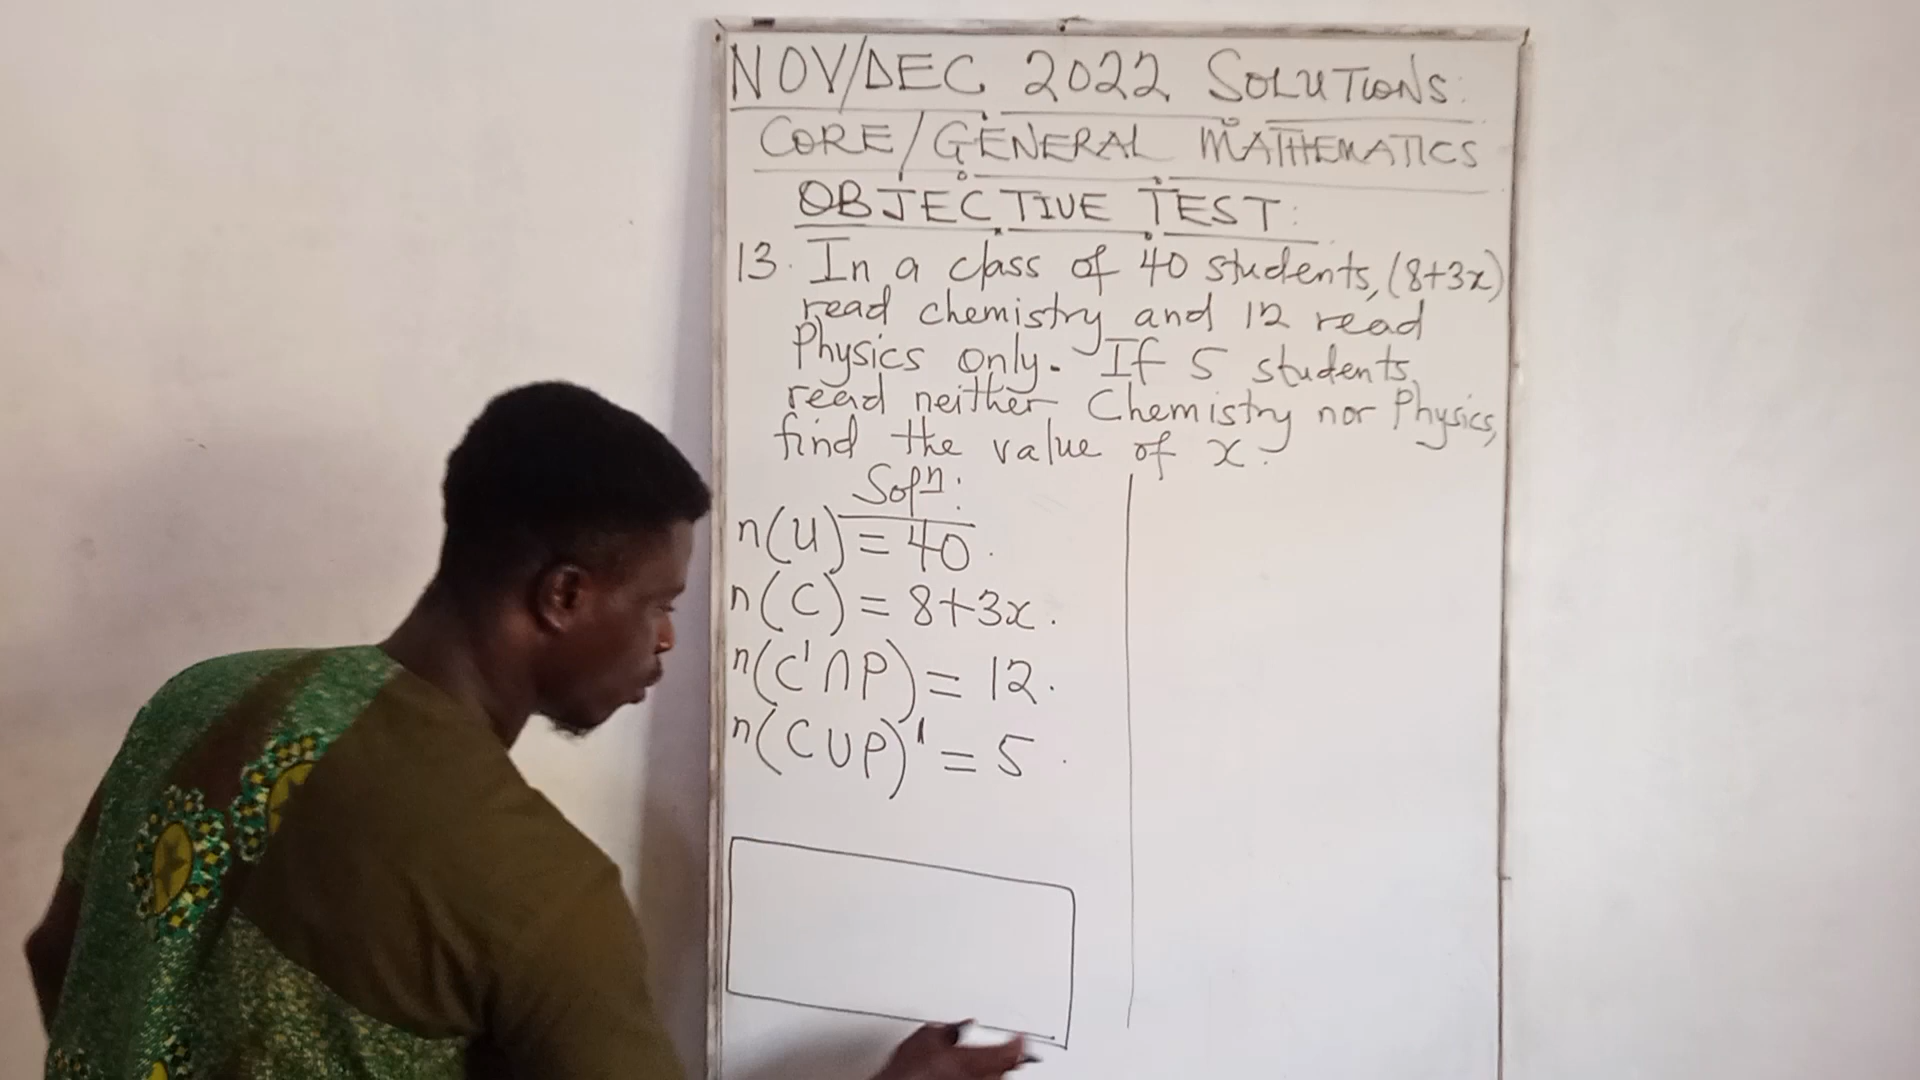 NOV/DEC 2022 SOLUTIONS:
CORE/GENERAL MATHEMATICS
OBJECTIVE TEST:
13. In a class of 40 students, (8+3x)
read chemistry and 12 read
Physics only. If 5 students
read neither Chemistry nor Physics,
find the value of x.
Soln:
n(U) = 40.
n(C) = 8+3x.
n(C'∩P) = 12.
n(C∪P)' = 5